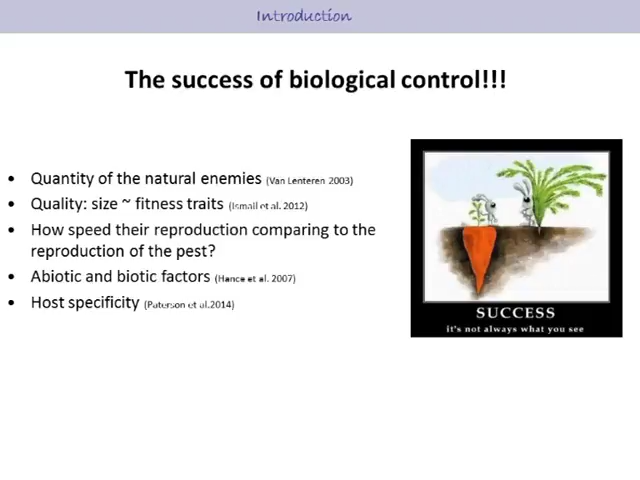 Introduction
The success of biological control!!!
• Quantity of the natural enemies (Van Lenteren 2003)
• Quality: size ~ fitness traits (Ismail et al. 2012)
• How speed their reproduction comparing to the
reproduction of the pest?
• Abiotic and biotic factors (Hance et al. 2007)
• Host specificity (Paterson et al.2014)
SUCCESS
it's not always what you see